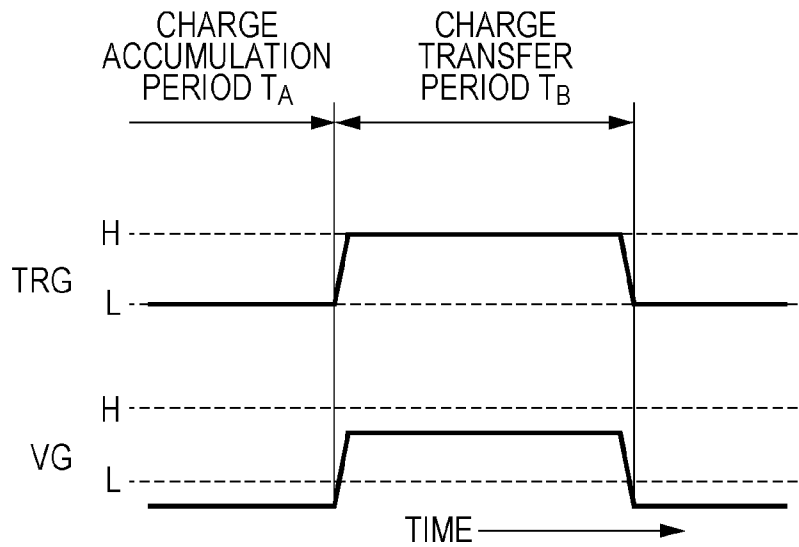 CHARGE
ACCUMULATION
PERIOD TA
CHARGE
TRANSFER
PERIOD TB
H
TRG
L
H
VG
L
TIME